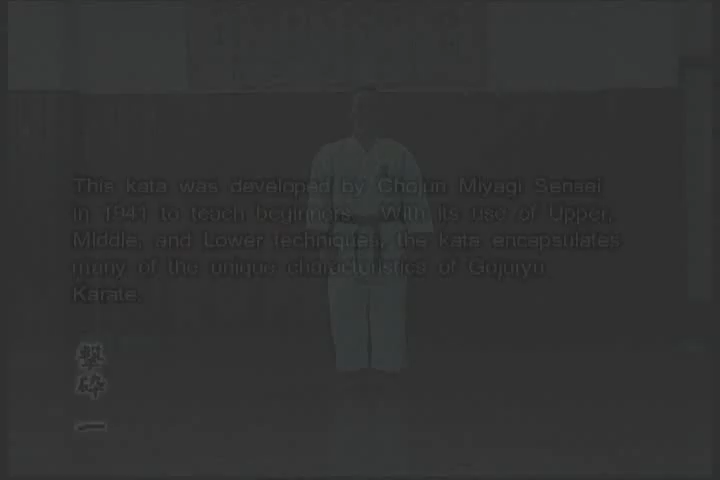 This kata was developed by Chojun Miyagi Sensei
in 1941 to teach beginners. With its use of Upper,
Middle, and Lower techniques, the kata encapsulates
many of the unique characteristics of Gojuryu
Karate.
撃
砕
一